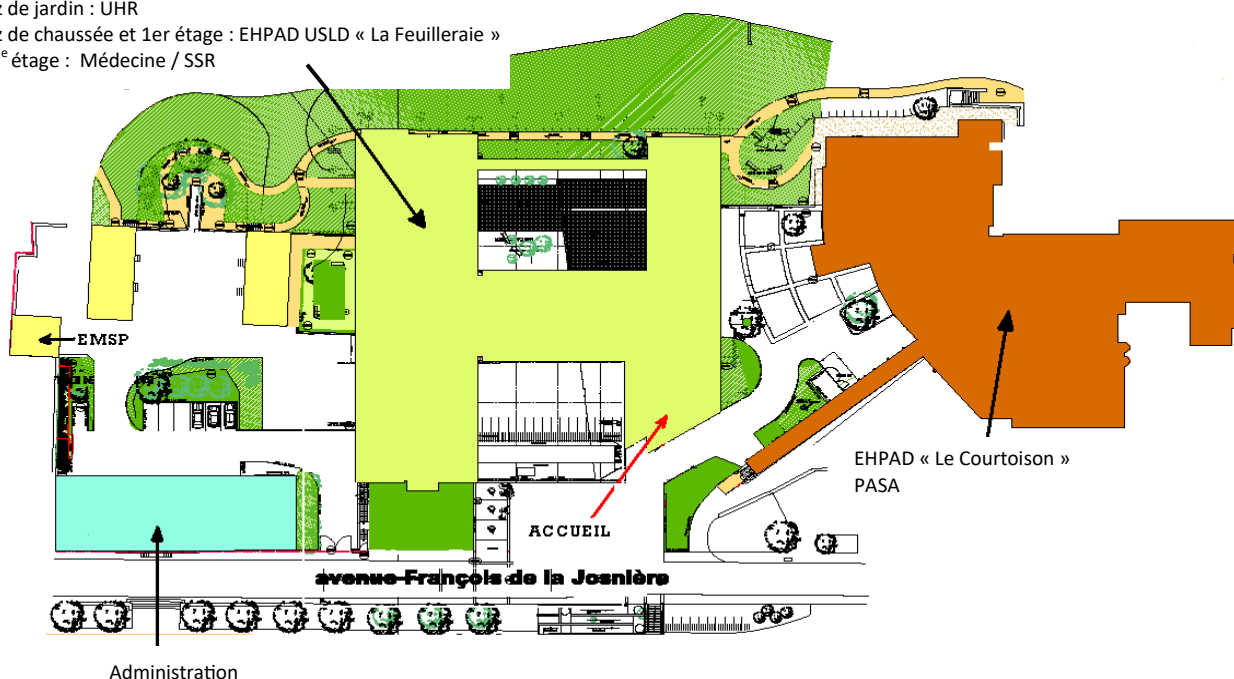 z de jardin : UHR
z de chaussée et 1er étage : EHPAD USLD « La Feuilleraie »
e étage : Médecine / SSR
EMSP
EHPAD « Le Courtoison »
PASA
ACCUEIL
avenue François de la Josnière
Administration